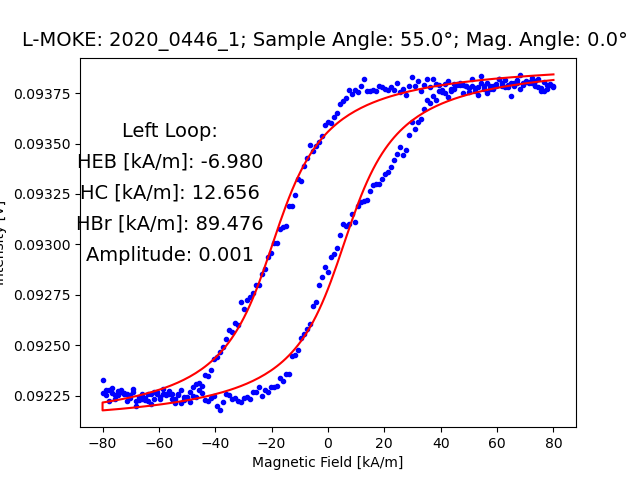 L-MOKE: 2020_0446_1; Sample Angle: 55.0°; Mag. Angle: 0.0°
Left Loop:
HEB [kA/m]: -6.980
HC [kA/m]: 12.656
HBr [kA/m]: 89.476
Amplitude: 0.001
0.09375
0.09350
0.09325
0.09300
0.09275
0.09250
0.09225
−80
−60
−40
−20
0
20
40
60
80
Magnetic Field [kA/m]